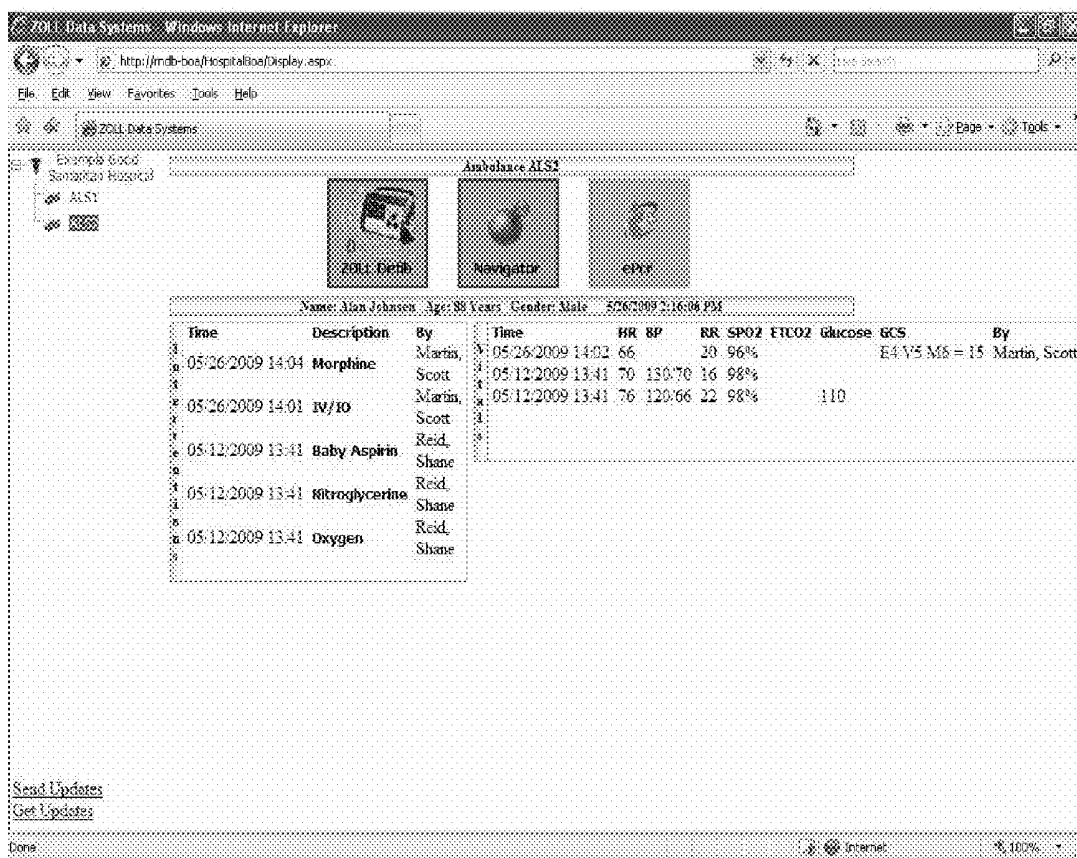 ZOLL Data Systems - Windows Internet Explorer
http://mdb-boa/HospitalBoa/Display.aspx
Live Search
File Edit View Favorites Tools Help
ZOLL Data Systems
Page Tools
Example Good
Samaritan Hospital
ALS1
Ambulance ALS2
ZOLL Defib
Navigator
ePCR
Name: Alan Johnsen Age: 88 Years Gender: Male 5/26/2009 2:16:06 PM
Interventions
Time Description By
05/26/2009 14:04 Morphine Martin, Scott
05/26/2009 14:01 IV/IO Martin, Scott
05/12/2009 13:41 Baby Aspirin Reid, Shane
05/12/2009 13:41 Nitroglycerine Reid, Shane
05/12/2009 13:41 Oxygen Reid, Shane
Vitals
Time HR BP RR SPO2 ETCO2 Glucose GCS By
05/26/2009 14:02 66 20 96% E4 V5 M6 = 15 Martin, Scott
05/12/2009 13:41 70 130/70 16 98%
05/12/2009 13:41 76 120/66 22 98% 110
Send Updates
Get Updates
Done
Internet
100%